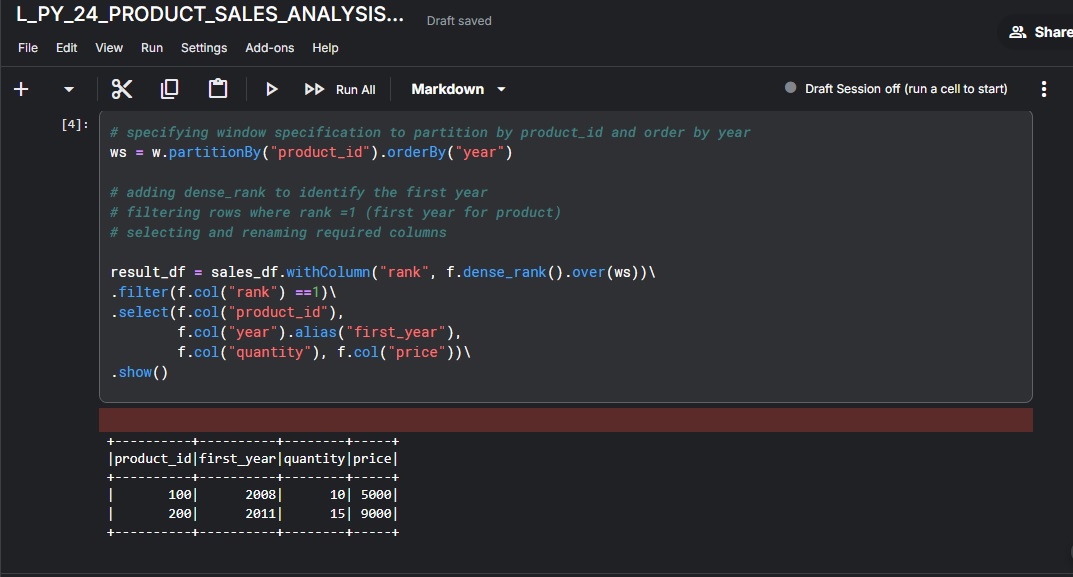 L_PY_24_PRODUCT_SALES_ANALYSIS...
Draft saved
Share
File Edit View Run Settings Add-ons Help
Run All
Markdown
Draft Session off (run a cell to start)
[4]:
# specifying window specification to partition by product_id and order by year
ws = w.partitionBy("product_id").orderBy("year")
# adding dense_rank to identify the first year
# filtering rows where rank =1 (first year for product)
# selecting and renaming required columns
result_df = sales_df.withColumn("rank", f.dense_rank().over(ws))\
.filter(f.col("rank") ==1)\
.select(f.col("product_id"),
        f.col("year").alias("first_year"),
        f.col("quantity"), f.col("price"))\
.show()
+----------+----------+--------+-----+
|product_id|first_year|quantity|price|
+----------+----------+--------+-----+
|       100|      2008|      10| 5000|
|       200|      2011|      15| 9000|
+----------+----------+--------+-----+